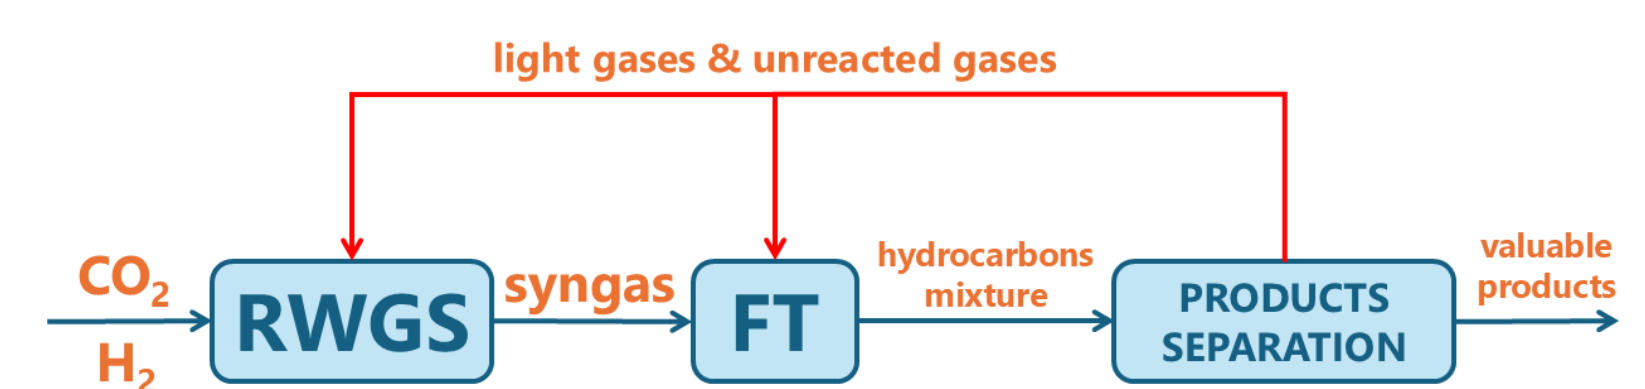 light gases & unreacted gases
CO₂
H₂
RWGS
syngas
FT
hydrocarbons
mixture
PRODUCTS
SEPARATION
valuable
products